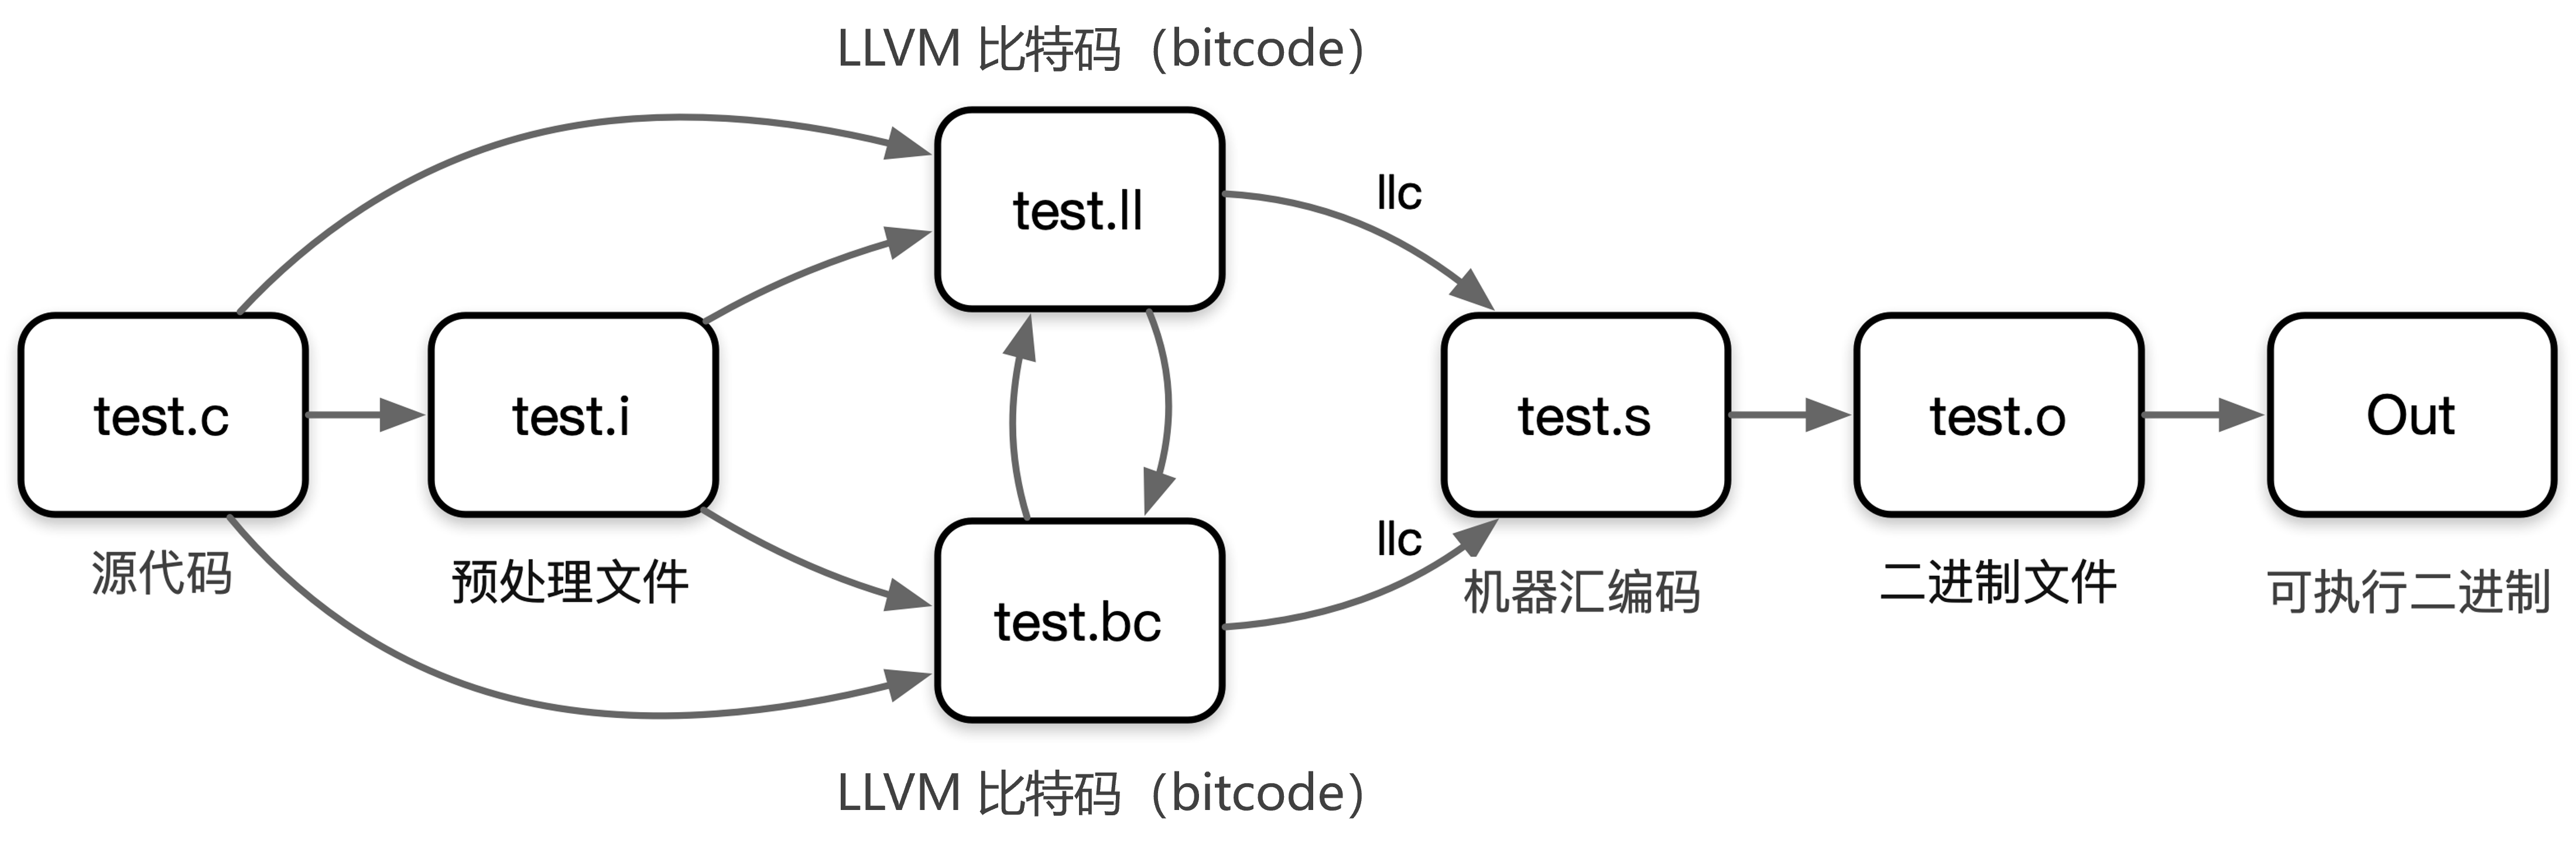 LLVM 比特码（bitcode）
test.ll
llc
test.c
test.i
test.s
test.o
Out
源代码
预处理文件
test.bc
llc
机器汇编码
二进制文件
可执行二进制
LLVM 比特码（bitcode）